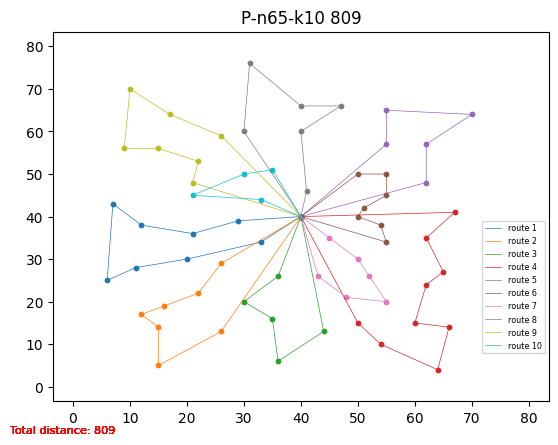 P-n65-k10 809
80
70
60
50
40
30
20
10
0
route 1
route 2
route 3
route 4
route 5
route 6
route 7
route 8
route 9
route 10
0 10 20 30 40 50 60 70 80
Total distance: 809